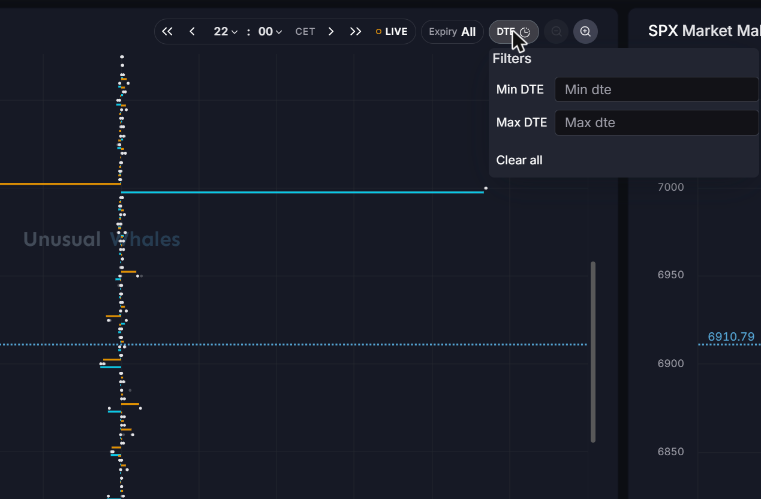 22 : 00 CET LIVE Expiry All DTE
SPX Market Ma
Filters
Min DTE Min dte
Max DTE Max dte
Clear all
7000
Unusual Whales
6950
6910.79
6900
6850